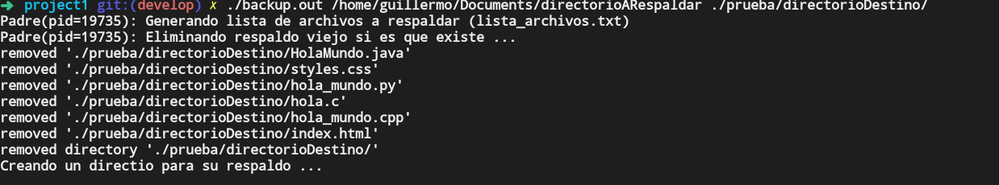 ➜ project1 git:(develop) ✗ ./backup.out /home/guillermo/Documents/directorioARespaldar ./prueba/directorioDestino/
Padre(pid=19735): Generando lista de archivos a respaldar (lista_archivos.txt)
Padre(pid=19735): Eliminando respaldo viejo si es que existe ...
removed './prueba/directorioDestino/HolaMundo.java'
removed './prueba/directorioDestino/styles.css'
removed './prueba/directorioDestino/hola_mundo.py'
removed './prueba/directorioDestino/hola.c'
removed './prueba/directorioDestino/hola_mundo.cpp'
removed './prueba/directorioDestino/index.html'
removed directory './prueba/directorioDestino/'
Creando un directio para su respaldo ...